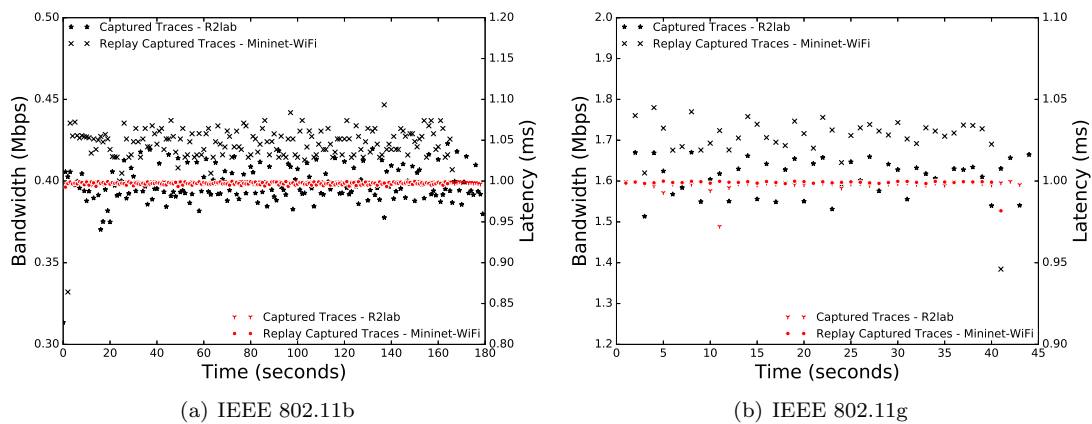 Captured Traces - R2lab
Replay Captured Traces - Mininet-WiFi
0.50
0.45
0.40
0.35
0.30
Bandwidth (Mbps)
1.20
1.15
1.10
1.05
1.00
0.95
0.90
0.85
0.80
Latency (ms)
Captured Traces - R2lab
Replay Captured Traces - Mininet-WiFi
0 20 40 60 80 100 120 140 160 180
Time (seconds)
(a) IEEE 802.11b
Captured Traces - R2lab
Replay Captured Traces - Mininet-WiFi
2.0
1.9
1.8
1.7
1.6
1.5
1.4
1.3
1.2
Bandwidth (Mbps)
1.10
1.05
1.00
0.95
0.90
Latency (ms)
Captured Traces - R2lab
Replay Captured Traces - Mininet-WiFi
0 5 10 15 20 25 30 35 40 45
Time (seconds)
(b) IEEE 802.11g